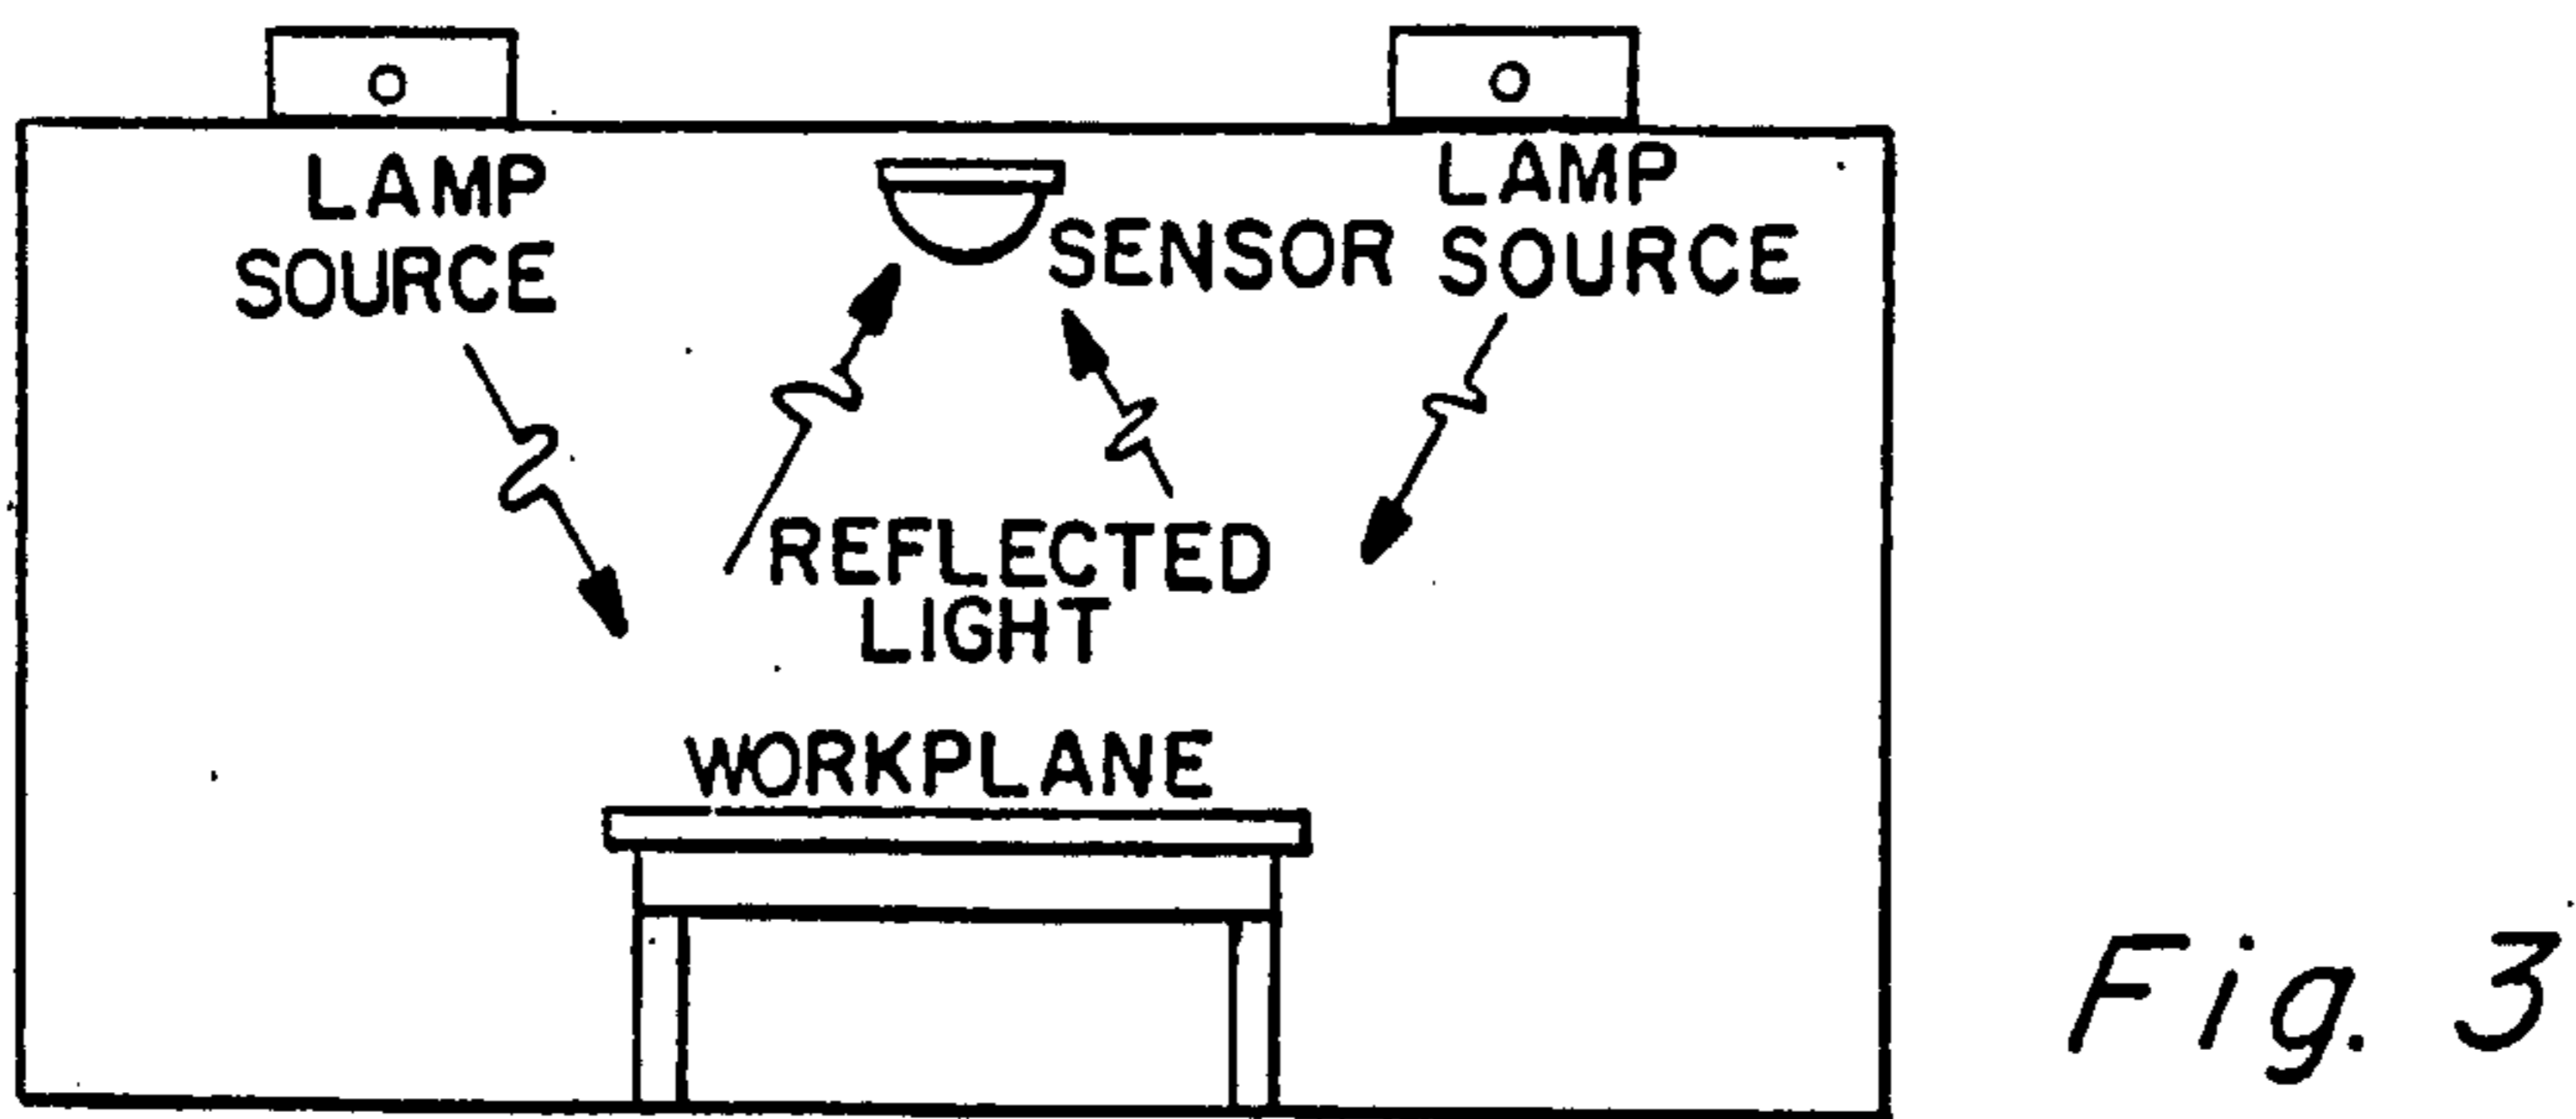 LAMP
SOURCE
SENSOR
LAMP
SOURCE
REFLECTED
LIGHT
WORKPLANE
Fig. 3